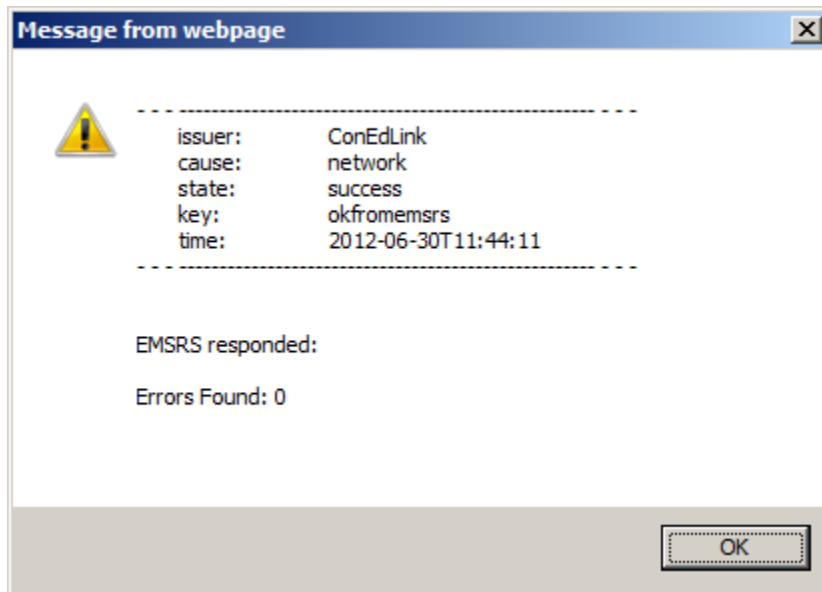 Message from webpage
issuer: ConEdLink
cause: network
state: success
key: okfromemsrs
time: 2012-06-30T11:44:11
EMSRS responded:
Errors Found: 0
OK